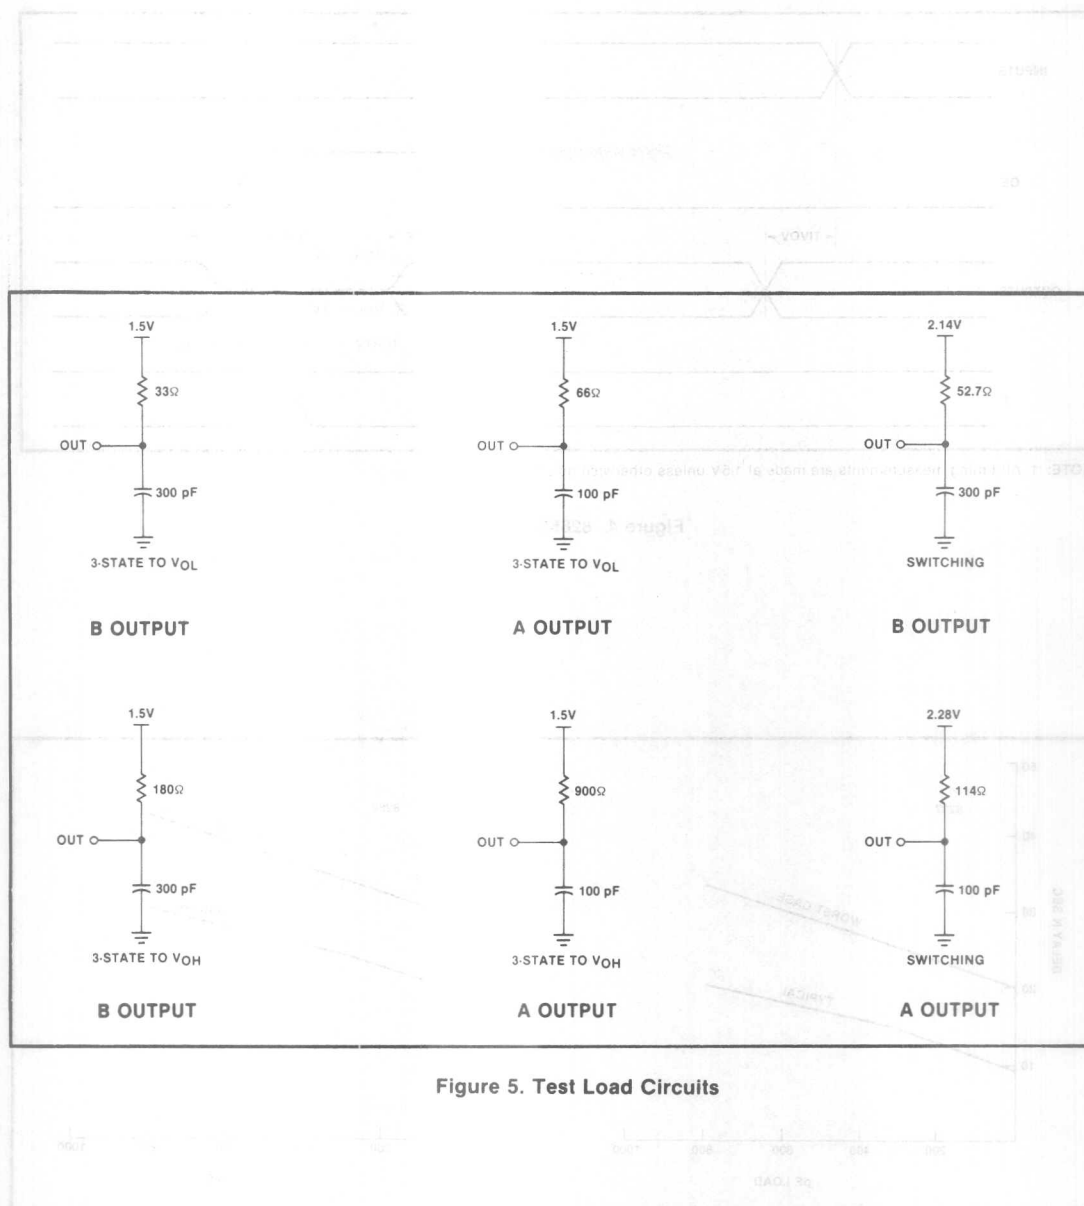 1.5V
33Ω
OUT
300 pF
3-STATE TO VOL
B OUTPUT
1.5V
66Ω
OUT
100 pF
3-STATE TO VOL
A OUTPUT
2.14V
52.7Ω
OUT
300 pF
SWITCHING
B OUTPUT
1.5V
180Ω
OUT
300 pF
3-STATE TO VOH
B OUTPUT
1.5V
900Ω
OUT
100 pF
3-STATE TO VOH
A OUTPUT
2.28V
114Ω
OUT
100 pF
SWITCHING
A OUTPUT
Figure 5. Test Load Circuits